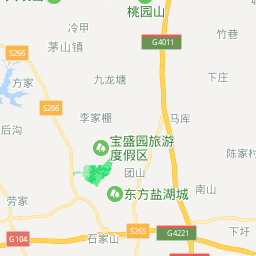 桃园山
冷甲
竹巷
茅山镇
G4011
S266
九龙塘
下庄
S266
李家棚
马库
后沟
宝盛园旅游
度假区
陈家村
团山
东方盐湖城
南山
劳家
下圩
G104
石家山
S265
G4221